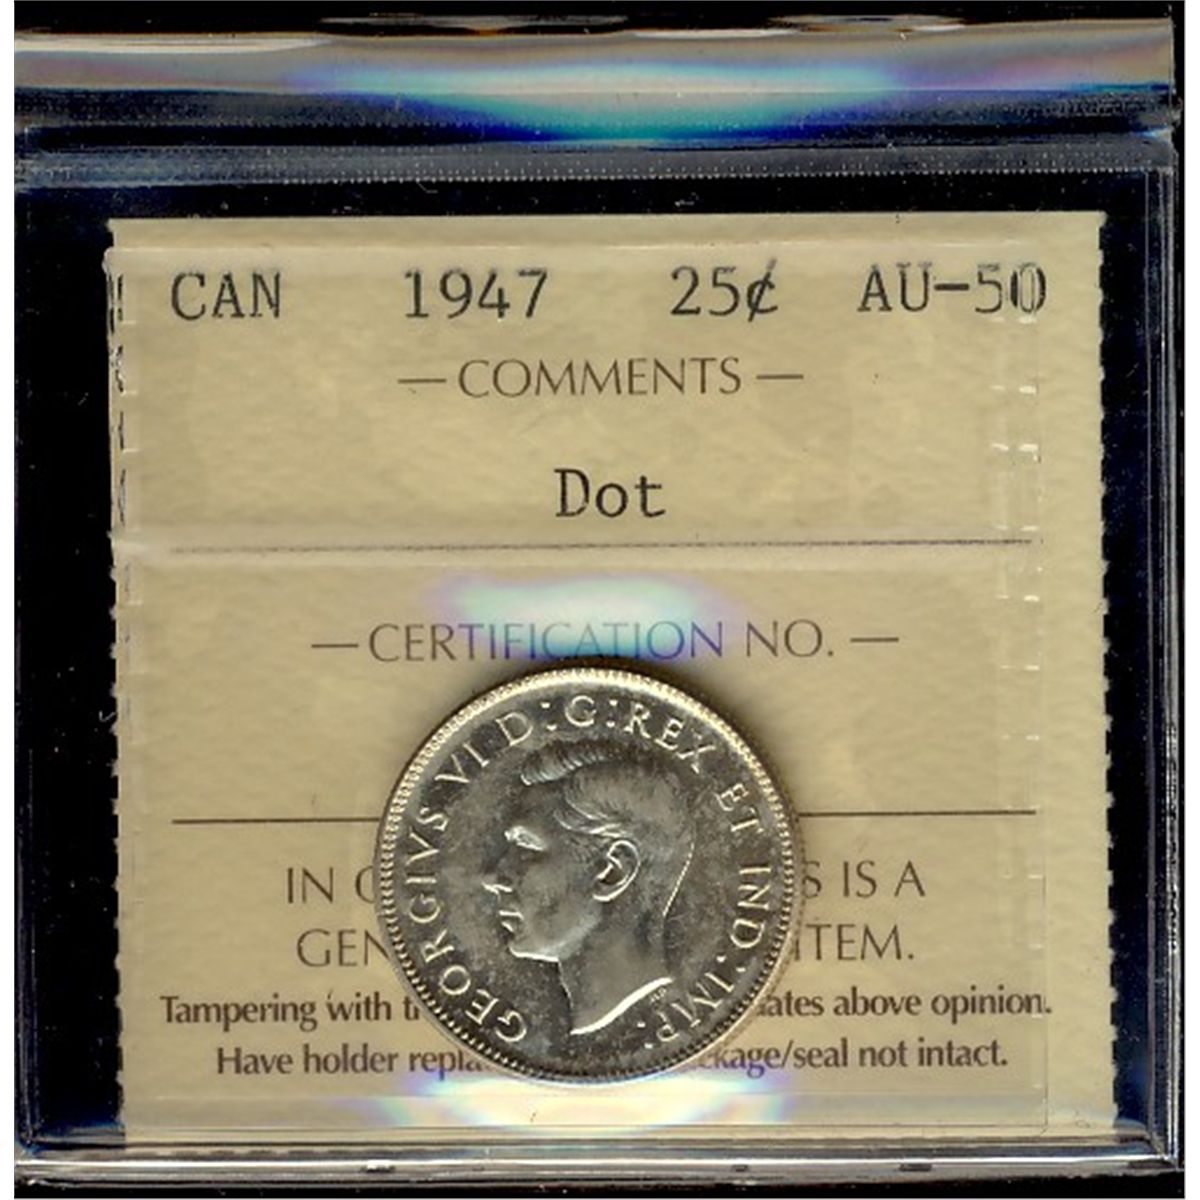 CAN 1947 25¢ AU-50
— COMMENTS —
Dot
— CERTIFICATION NO. —
GEORGIVS VI D:G:REX ET IND:IMP:
IN S IS A
GEN ITEM.
Tampering with t ates above opinion.
Have holder repla ckage/seal not intact.